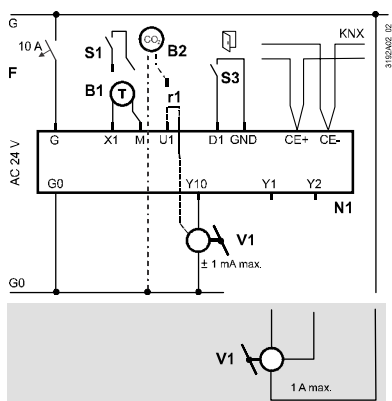 G
KNX
3192A02_02
10 A
S1
CO2
B2
F
B1
T
r1
S3
G X1 M U1 D1 GND CE+ CE-
AC 24 V
G0 Y10 Y1 Y2
N1
V1
± 1 mA max.
G0
V1
1 A max.